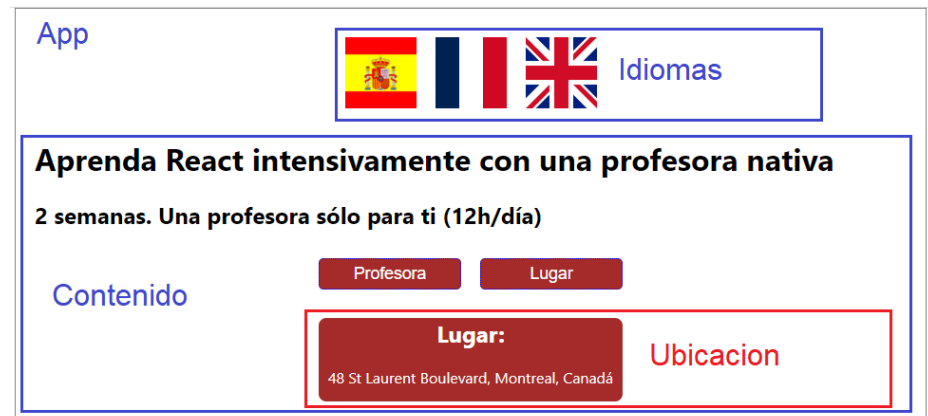 App
Idiomas
Aprenda React intensivamente con una profesora nativa
2 semanas. Una profesora sólo para ti (12h/día)
Profesora Lugar
Contenido
Lugar:
Ubicacion
48 St Laurent Boulevard, Montreal, Canadá